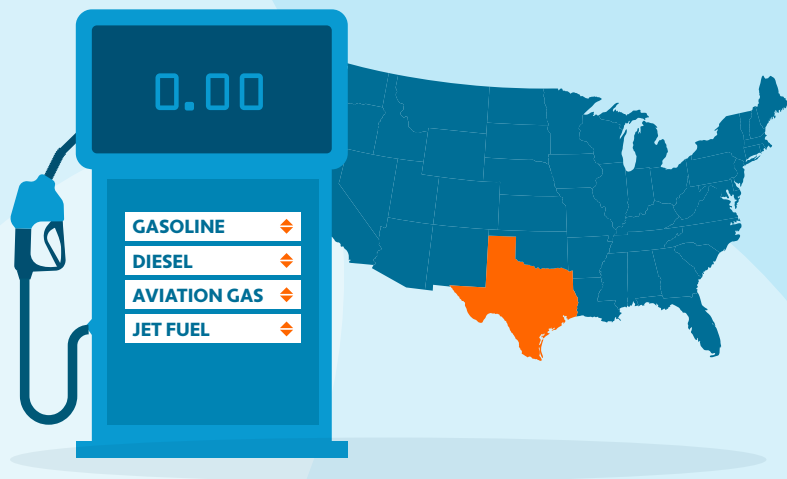 0.00
GASOLINE
DIESEL
AVIATION GAS
JET FUEL